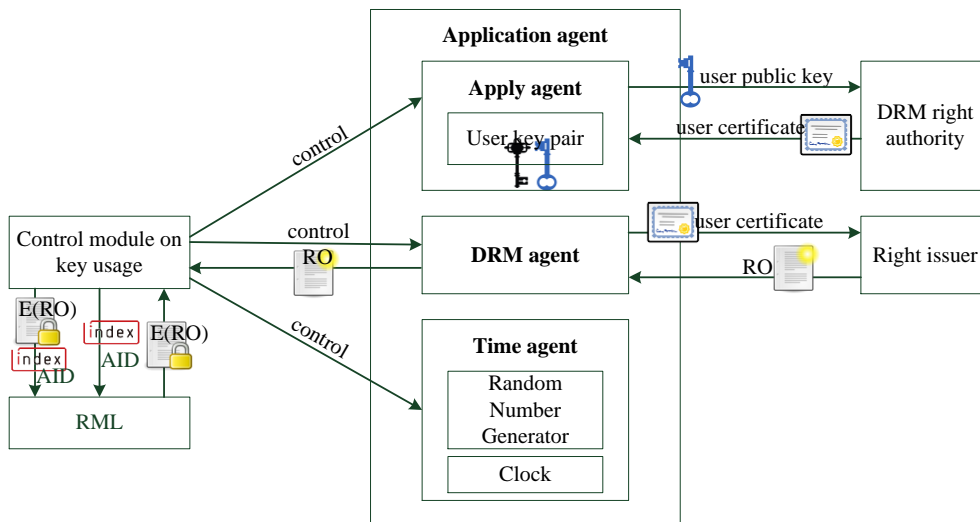 Application agent
Apply agent
User key pair
user public key
user certificate
DRM right
authority
control
Control module on
key usage
control
RO
DRM agent
user certificate
RO
Right issuer
control
E(RO)
index
AID
index
AID
E(RO)
RML
Time agent
Random
Number
Generator
Clock